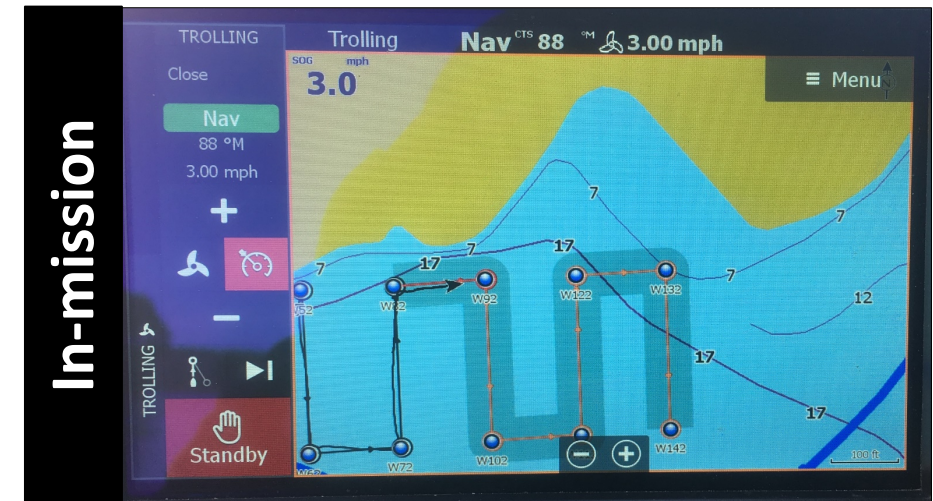 In-mission
TROLLING
Close
Nav
88 °M
3.00 mph
+
−
TROLLING
Standby
Trolling
Nav CTS 88 °M 3.00 mph
SOG mph
3.0
≡ Menu
N
7
7
7
7
7
12
17
17
17
17
W82
W92
W122
W132
W72
W102
W142
100 ft